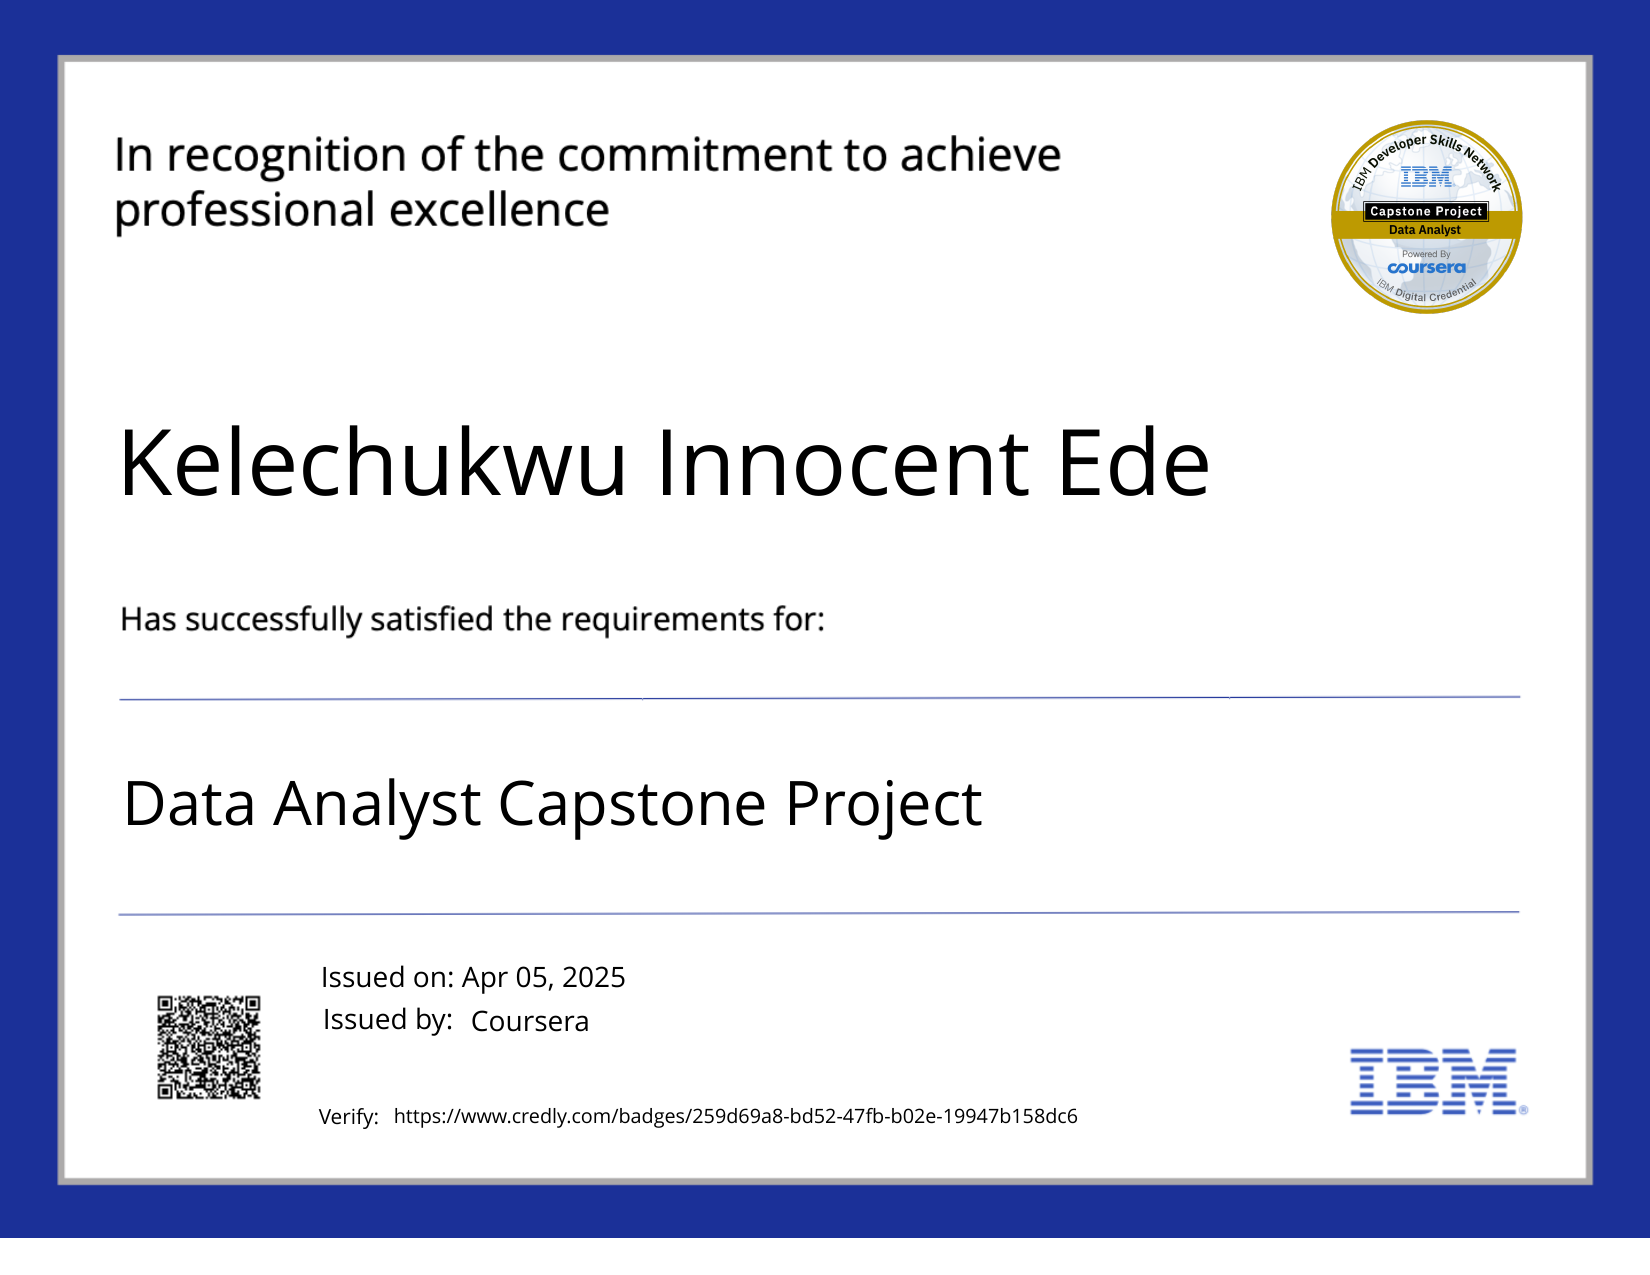 In recognition of the commitment to achieve
professional excellence
IBM Developer Skills Network
IBM
Capstone Project
Data Analyst
Powered By
coursera
IBM Digital Credential
Kelechukwu Innocent Ede
Has successfully satisfied the requirements for:
Data Analyst Capstone Project
Issued on: Apr 05, 2025
Issued by: Coursera
Verify: https://www.credly.com/badges/259d69a8-bd52-47fb-b02e-19947b158dc6
IBM®